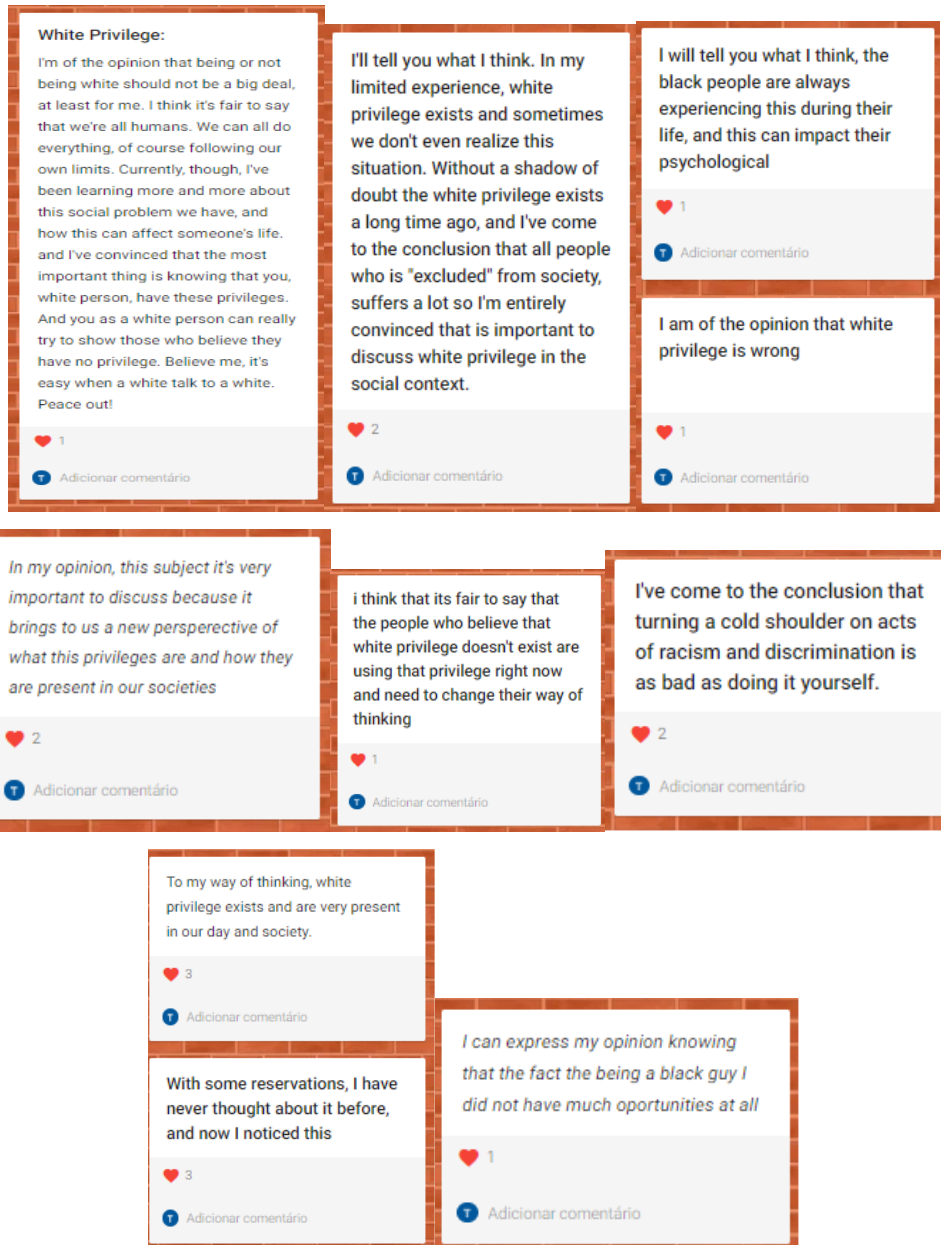 White Privilege:
I'm of the opinion that being or not
being white should not be a big deal,
at least for me. I think it's fair to say
that we're all humans. We can all do
everything, of course following our
own limits. Currently, though, I've
been learning more and more about
this social problem we have, and
how this can affect someone's life.
and I've convinced that the most
important thing is knowing that you,
white person, have these privileges.
And you as a white person can really
try to show those who believe they
have no privilege. Believe me, it's
easy when a white talk to a white.
Peace out!
1
T Adicionar comentário
I'll tell you what I think. In my
limited experience, white
privilege exists and sometimes
we don't even realize this
situation. Without a shadow of
doubt the white privilege exists
a long time ago, and I've come
to the conclusion that all people
who is "excluded" from society,
suffers a lot so I'm entirely
convinced that is important to
discuss white privilege in the
social context.
2
T Adicionar comentário
I will tell you what I think, the
black people are always
experiencing this during their
life, and this can impact their
psychological
1
T Adicionar comentário
I am of the opinion that white
privilege is wrong
1
T Adicionar comentário
In my opinion, this subject it's very
important to discuss because it
brings to us a new persperective of
what this privileges are and how they
are present in our societies
2
T Adicionar comentário
i think that its fair to say that
the people who believe that
white privilege doesn't exist are
using that privilege right now
and need to change their way of
thinking
1
T Adicionar comentário
I've come to the conclusion that
turning a cold shoulder on acts
of racism and discrimination is
as bad as doing it yourself.
2
T Adicionar comentário
To my way of thinking, white
privilege exists and are very present
in our day and society.
3
T Adicionar comentário
With some reservations, I have
never thought about it before,
and now I noticed this
3
T Adicionar comentário
I can express my opinion knowing
that the fact the being a black guy I
did not have much oportunities at all
1
T Adicionar comentário